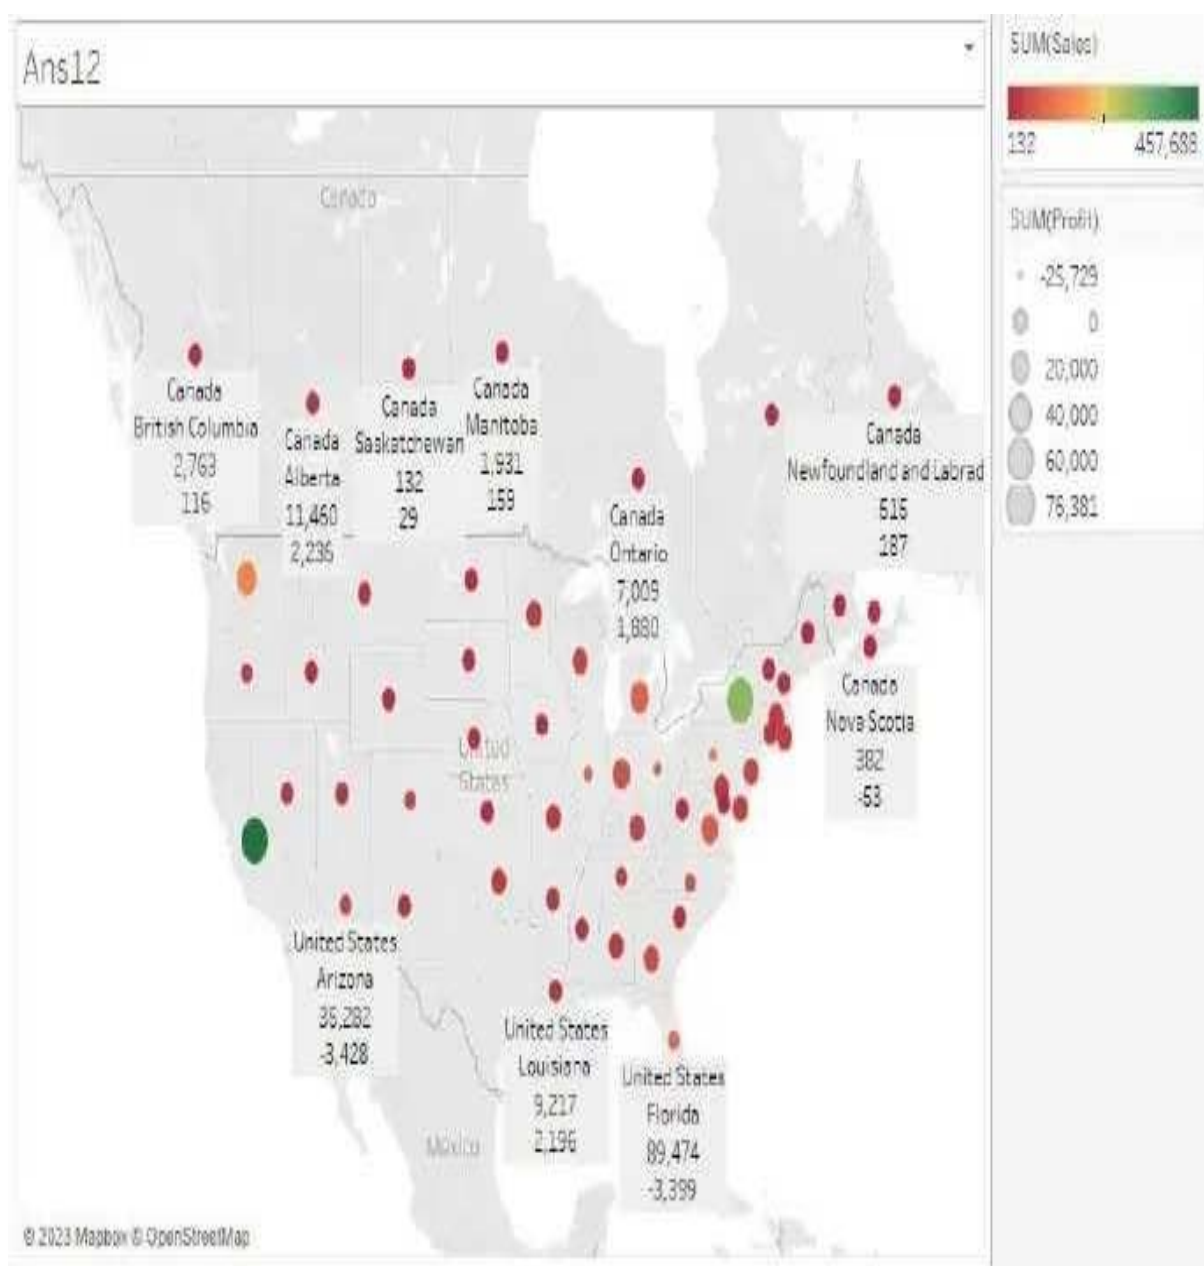 Ans12
SUM(Sales)
132
457,688
SUM(Profit)
-25,729
0
20,000
40,000
60,000
76,381
Canada
Canada
British Columbia
2,763
116
Canada
Alberta
11,460
2,236
Canada
Saskatchewan
132
29
Canada
Manitoba
1,931
159
Canada
Ontario
7,009
1,880
Canada
Newfoundland and Labrad
515
187
Canada
Nova Scotia
382
-53
United
States
United States
Arizona
35,282
-3,428
United States
Louisiana
9,217
2,196
United States
Florida
89,474
-3,399
México
© 2023 Mapbox © OpenStreetMap